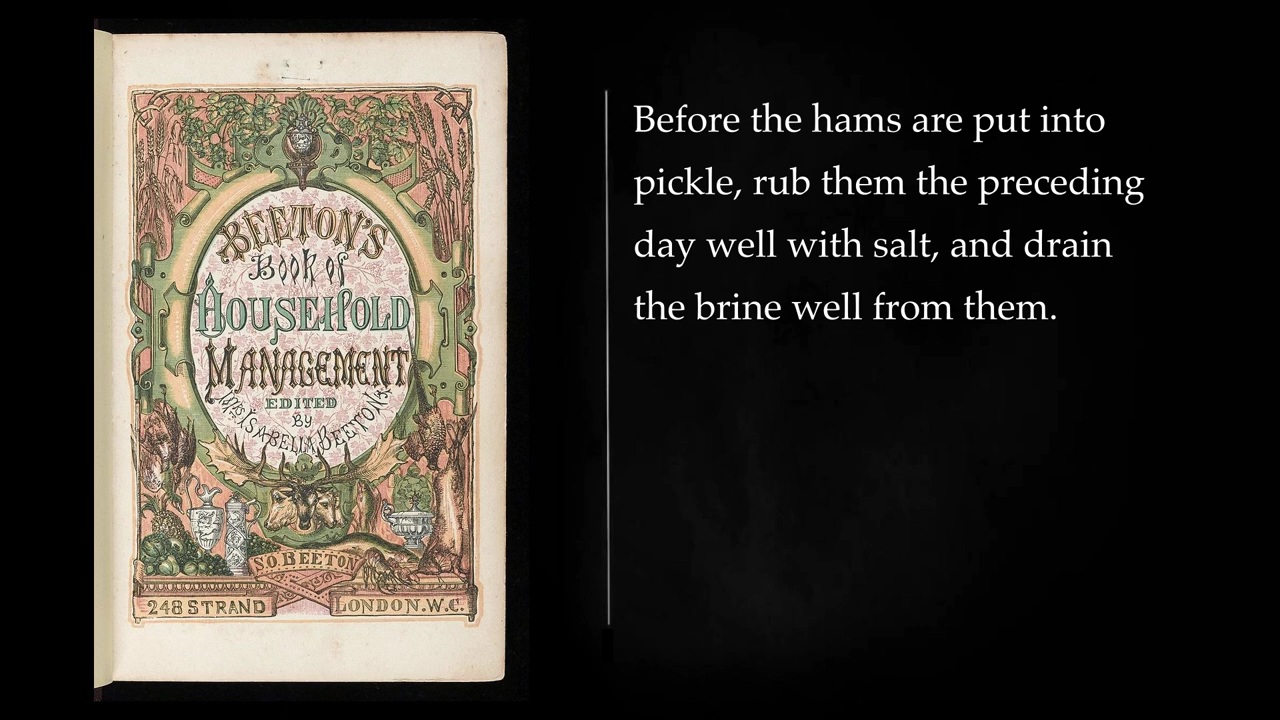 BEETON'S
Book of
HOUSEHOLD
MANAGEMENT
EDITED
BY
MRS ISABELLA BEETON
S.O. BEETON
248 STRAND
LONDON. W.C.
Before the hams are put into
pickle, rub them the preceding
day well with salt, and drain
the brine well from them.